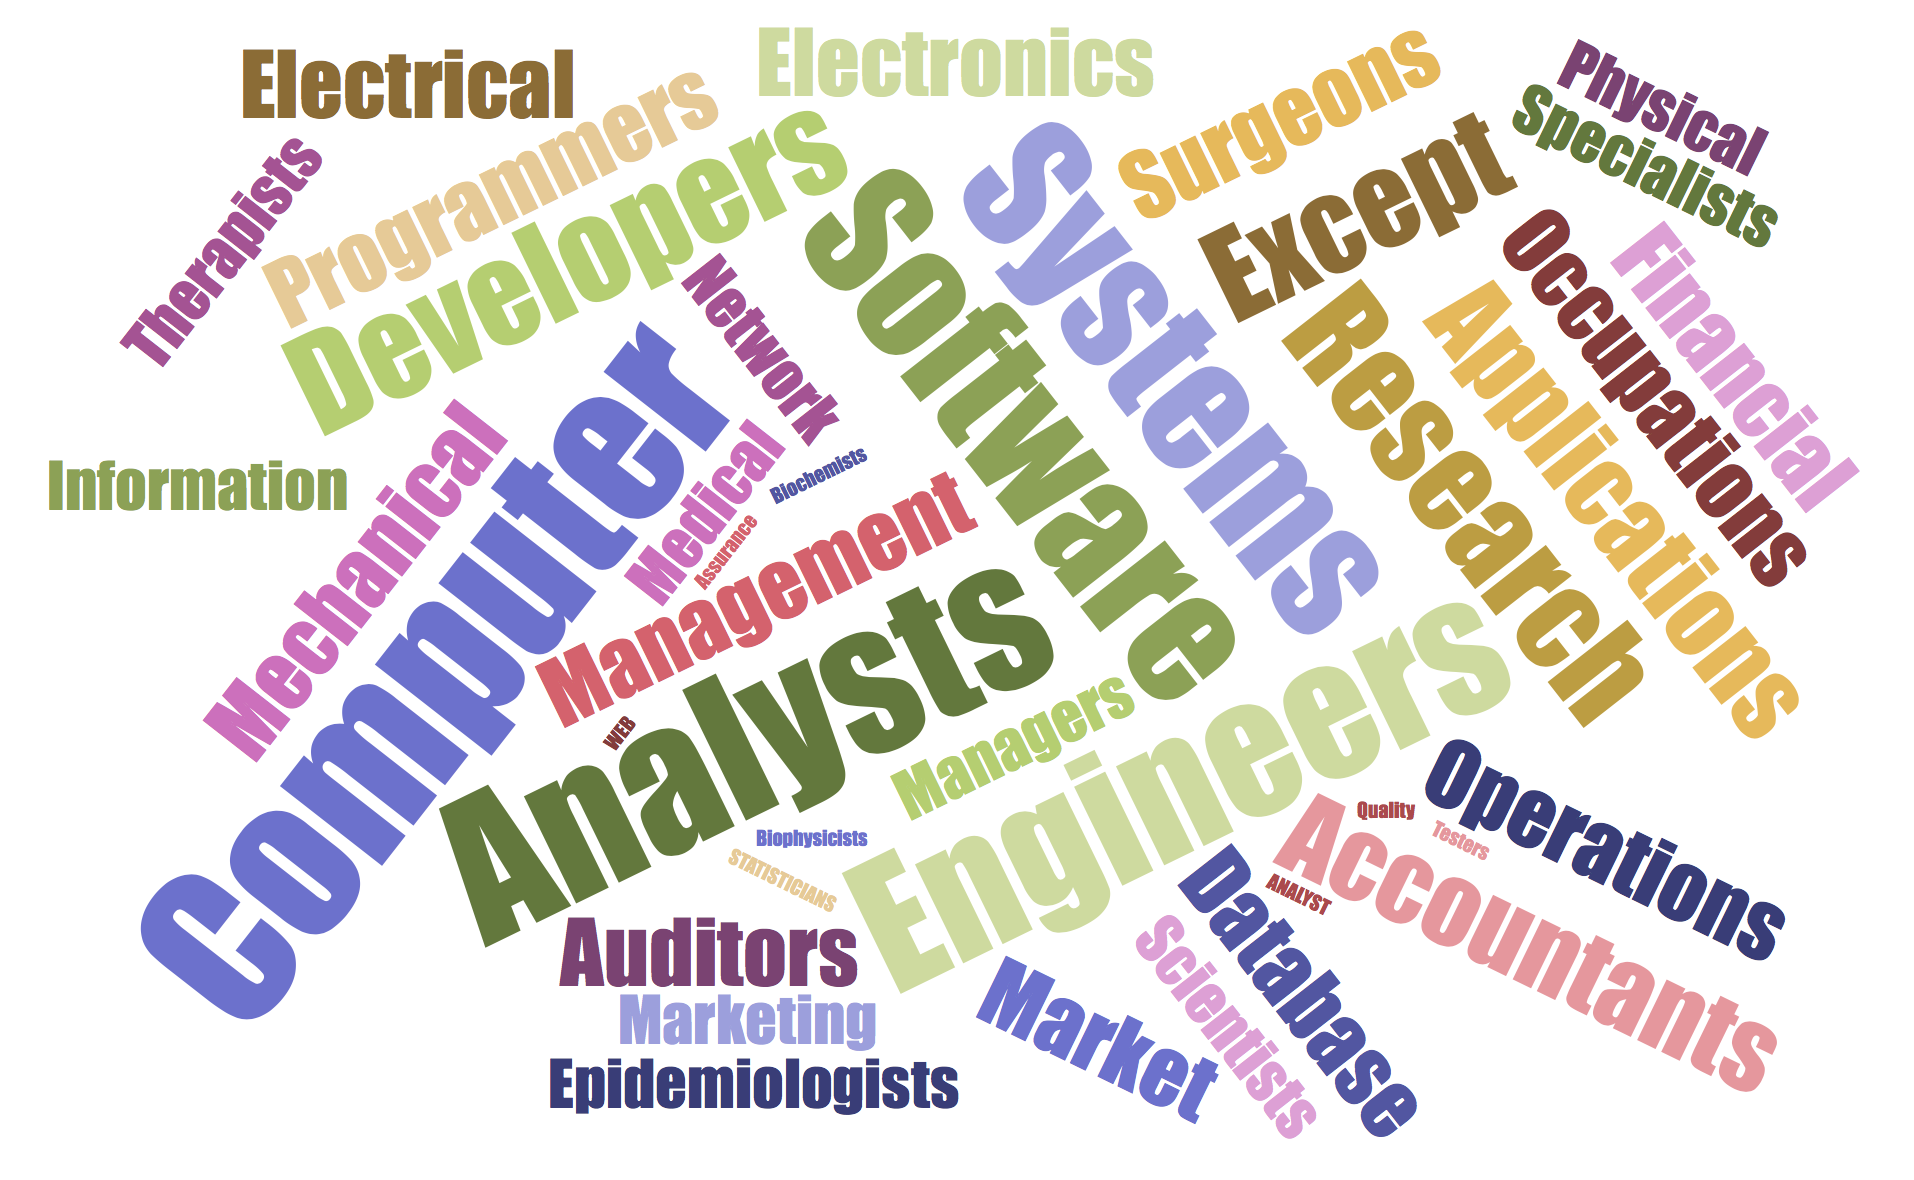 Electrical
Electronics
Surgeons
Physical
Specialists
Programmers
Therapists
Developers
Software
Systems
Except
Occupations
Financial
Network
Research
Applications
Information
Mechanical
Computer
Medical
Biochemists
Assurance
Management
Analysts
WEB
Managers
Engineers
Operations
Quality
Testers
Accountants
ANALYST
Biophysicists
STATISTICIANS
Database
Auditors
scientists
Marketing
Market
Epidemiologists